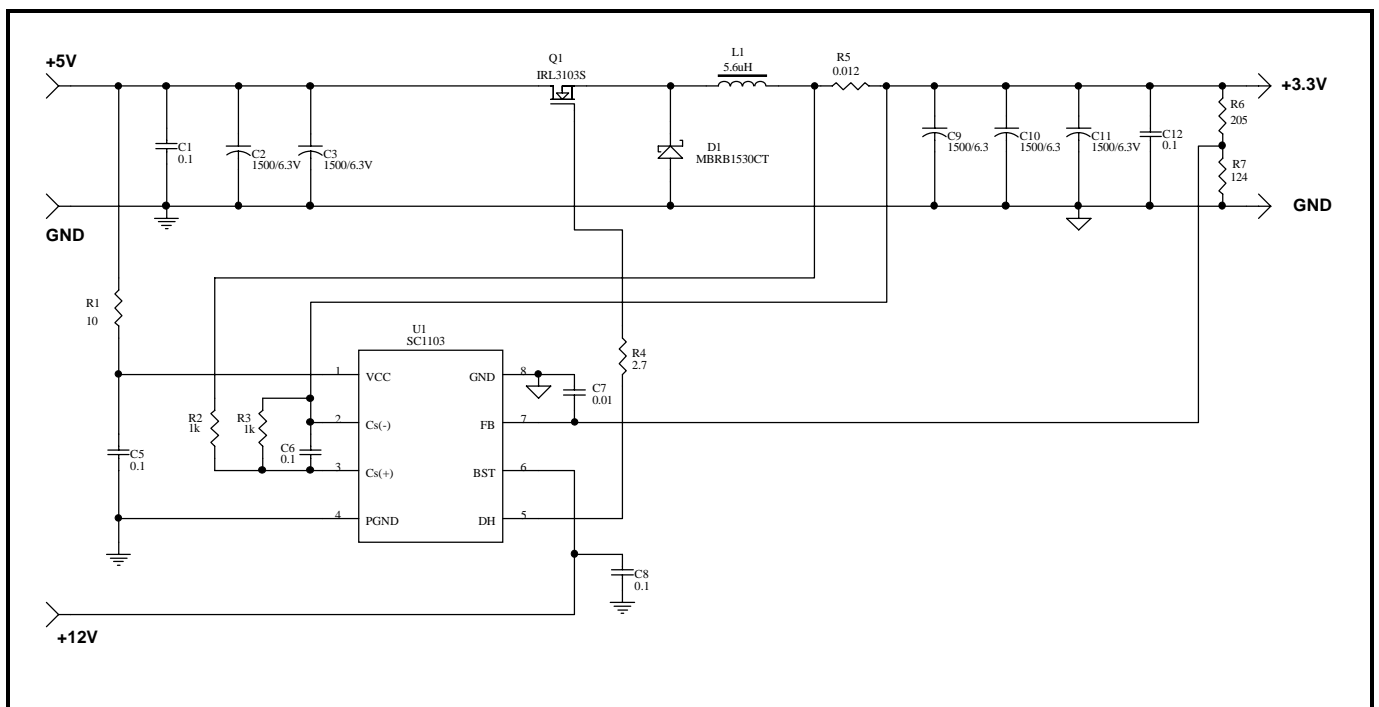 +5V
Q1
IRL3103S
L1
5.6uH
R5
0.012
+3.3V
R6
205
C1
0.1
C2
1500/6.3V
C3
1500/6.3V
D1
MBRB1530CT
C9
1500/6.3
C10
1500/6.3
C11
1500/6.3V
C12
0.1
R7
124
GND
GND
R1
10
U1
SC1103
R4
2.7
1
VCC
GND
8
C7
0.01
R2
1k
R3
1k
2
Cs(-)
FB
7
C6
0.1
C5
0.1
3
Cs(+)
BST
6
4
PGND
DH
5
C8
0.1
+12V